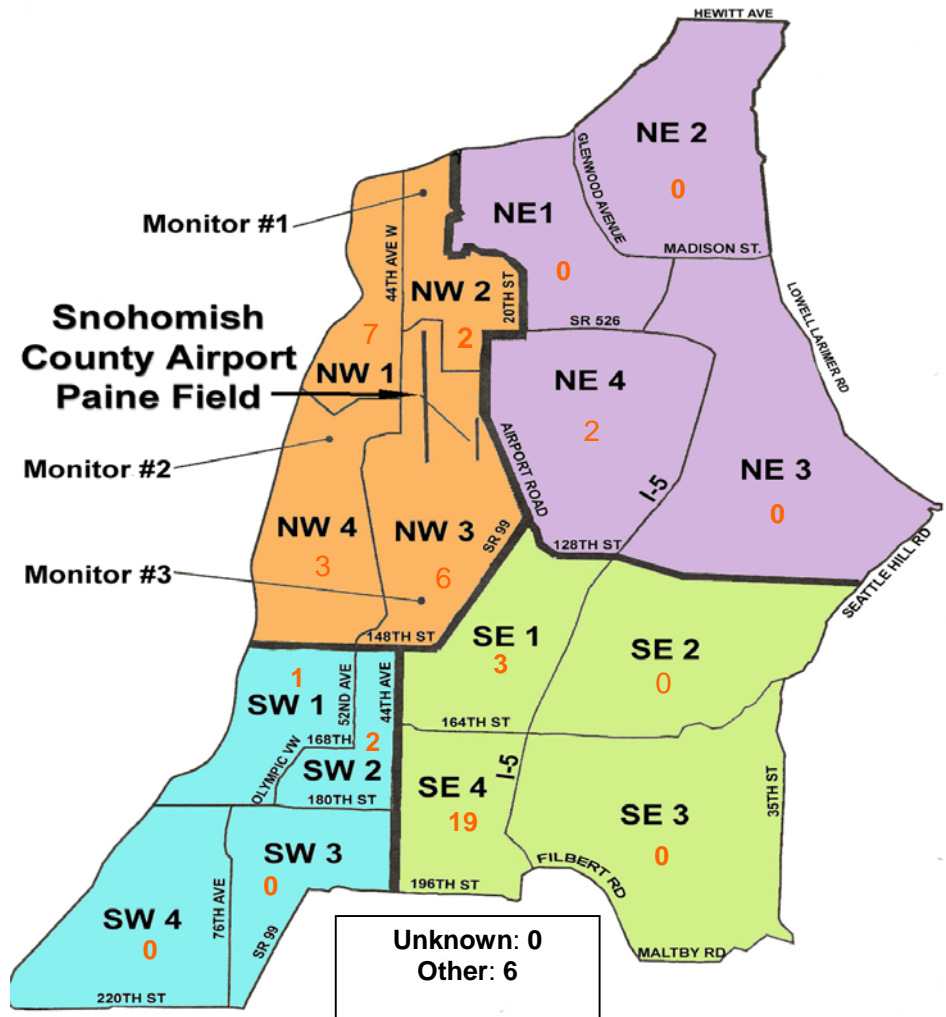 HEWITT AVE
NE 2
0
GLENWOOD AVENUE
MADISON ST.
NE1
0
Monitor #1
44TH AVE W
NW 2
2
20TH ST
7
NW 1
Snohomish
County Airport
Paine Field
SR 526
LOWELL LARIMER RD
NE 4
2
AIRPORT ROAD
I-5
NE 3
0
Monitor #2
NW 4
3
NW 3
6
SR 99
128TH ST
SEATTLE HILL RD
Monitor #3
148TH ST
SE 1
3
SE 2
0
1
SW 1
52ND AVE
44TH AVE
168TH
2
SW 2
OLYMPIC VW
180TH ST
164TH ST
I-5
SE 4
19
SE 3
0
35TH ST
SW 3
0
76TH AVE
SR 99
SW 4
0
220TH ST
196TH ST
FILBERT RD
MALTBY RD
Unknown: 0
Other: 6